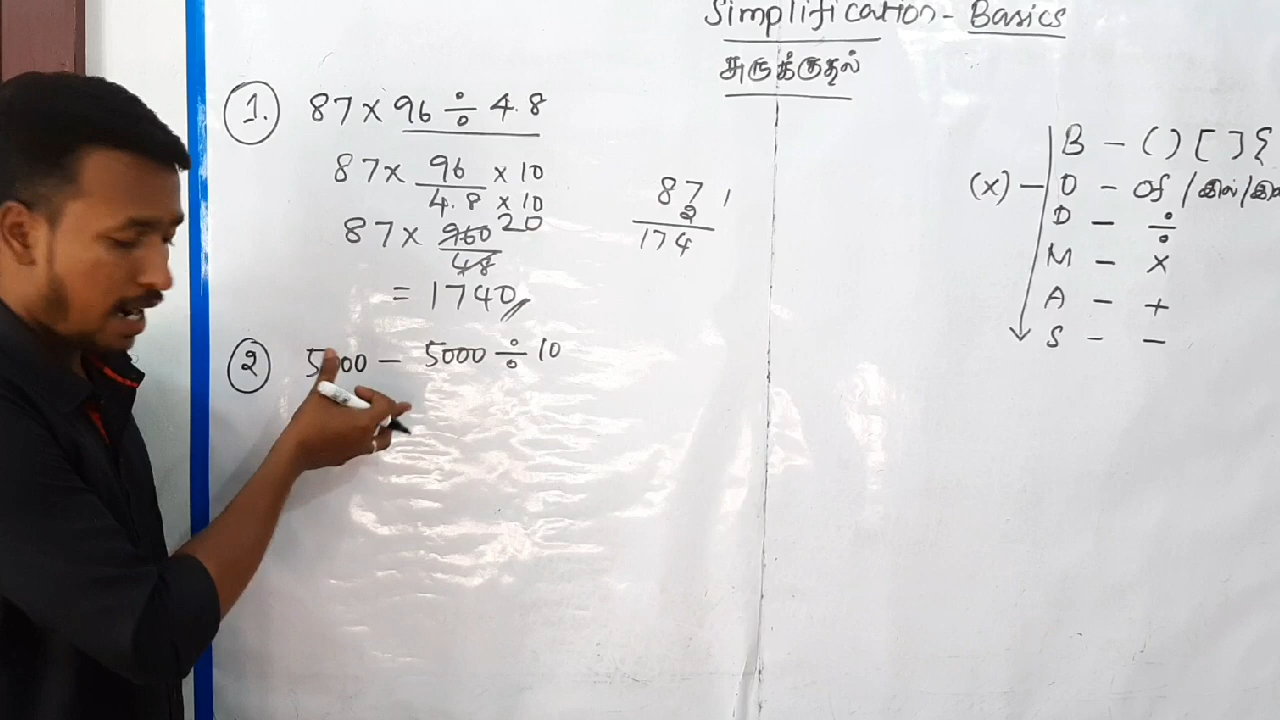 Simplification - Basics
சுருக்குதல்
1. 87 × 96 ÷ 4.8
87 × 96/4.8 × 10/× 10
87 × 960/48 20
= 1740
87
2
174
2 5000 - 5000 ÷ 10
B - ( ) [ ] {
(×) - O - Of / இல் /
D - ÷
M - ×
A - +
S - -